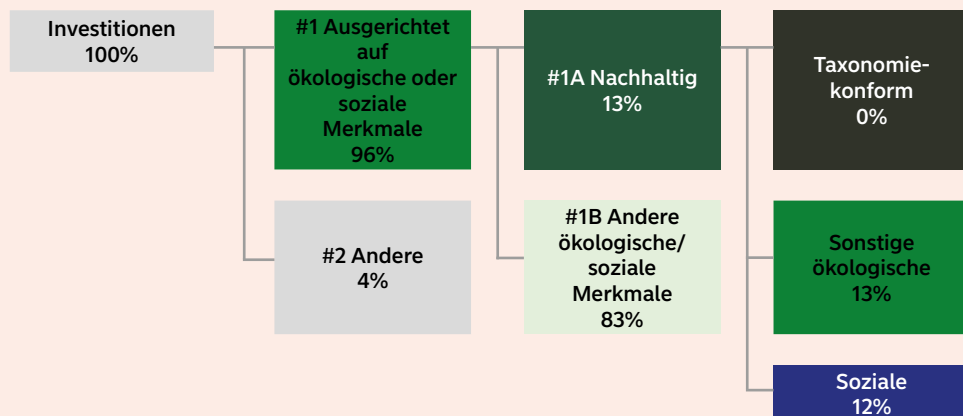 Investitionen
100%
#1 Ausgerichtet
auf
ökologische oder
soziale
Merkmale
96%
#1A Nachhaltig
13%
Taxonomie-
konform
0%
#2 Andere
4%
#1B Andere
ökologische/
soziale
Merkmale
83%
Sonstige
ökologische
13%
Soziale
12%